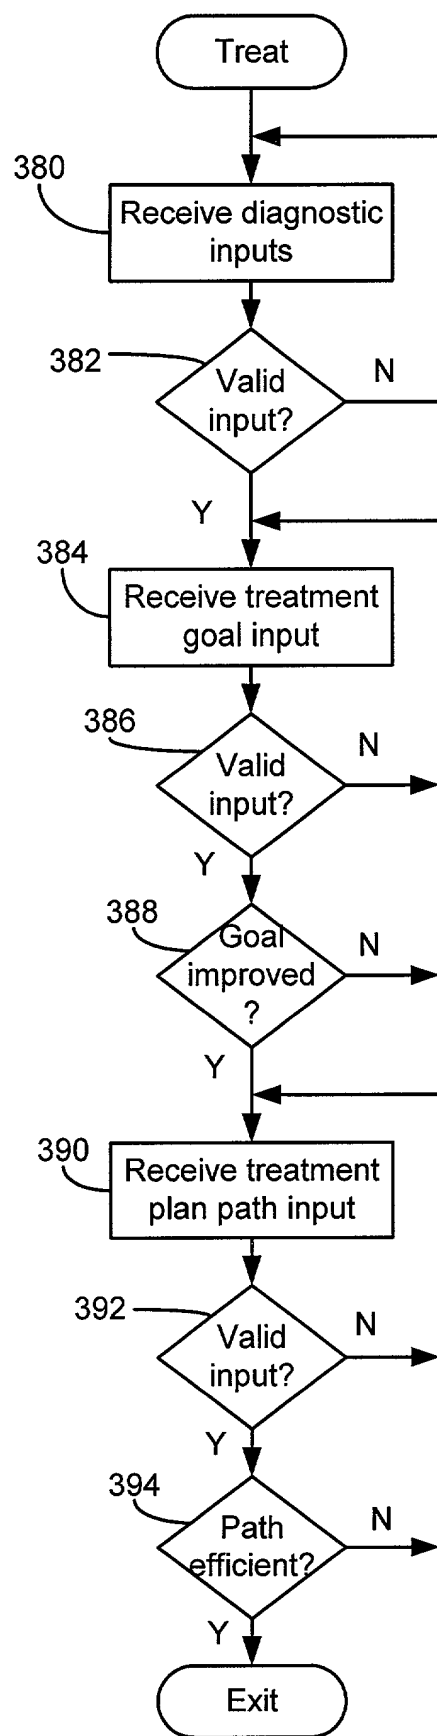 Treat
380
Receive diagnostic
inputs
382
Valid
input?
N
Y
384
Receive treatment
goal input
386
Valid
input?
N
Y
388
Goal
improved
?
N
Y
390
Receive treatment
plan path input
392
Valid
input?
N
Y
394
Path
efficient?
N
Y
Exit